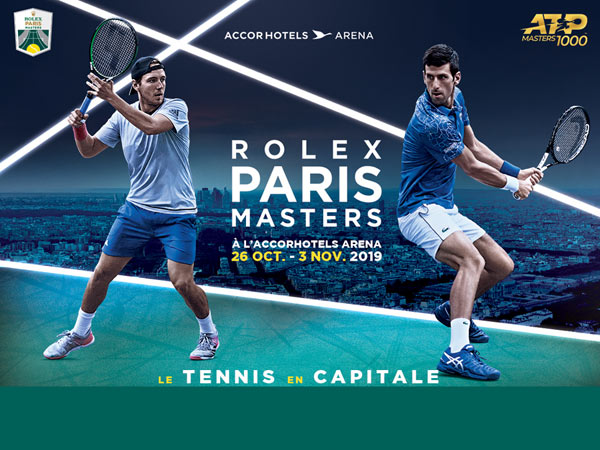 ROLEX
PARIS
MASTERS
ACCORHOTELS ARENA
ATP
MASTERS 1000
ROLEX
PARIS
MASTERS
À L'ACCORHOTELS ARENA
26 OCT. - 3 NOV. 2019
LE TENNIS EN CAPITALE